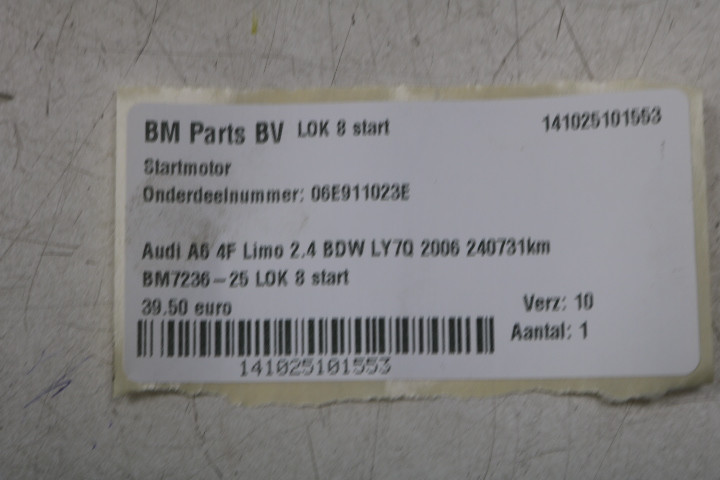 BM Parts BV LOK 8 start 141025101553
Startmotor
Onderdeelnummer: 06E911023E
Audi A6 4F Limo 2.4 BDW LY7Q 2006 240731km
BM7236-25 LOK 8 start
39.50 euro Verz: 10
Aantal: 1
141025101553